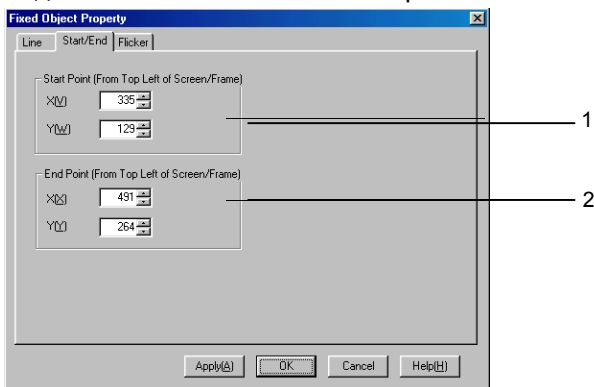 Fixed Object Property
Line Start/End Flicker
Start Point (From Top Left of Screen/Frame)
X(V) 335
Y(W) 129
1
End Point (From Top Left of Screen/Frame)
X(X) 491
2
Y(Y) 264
Apply(A) OK Cancel Help(H)